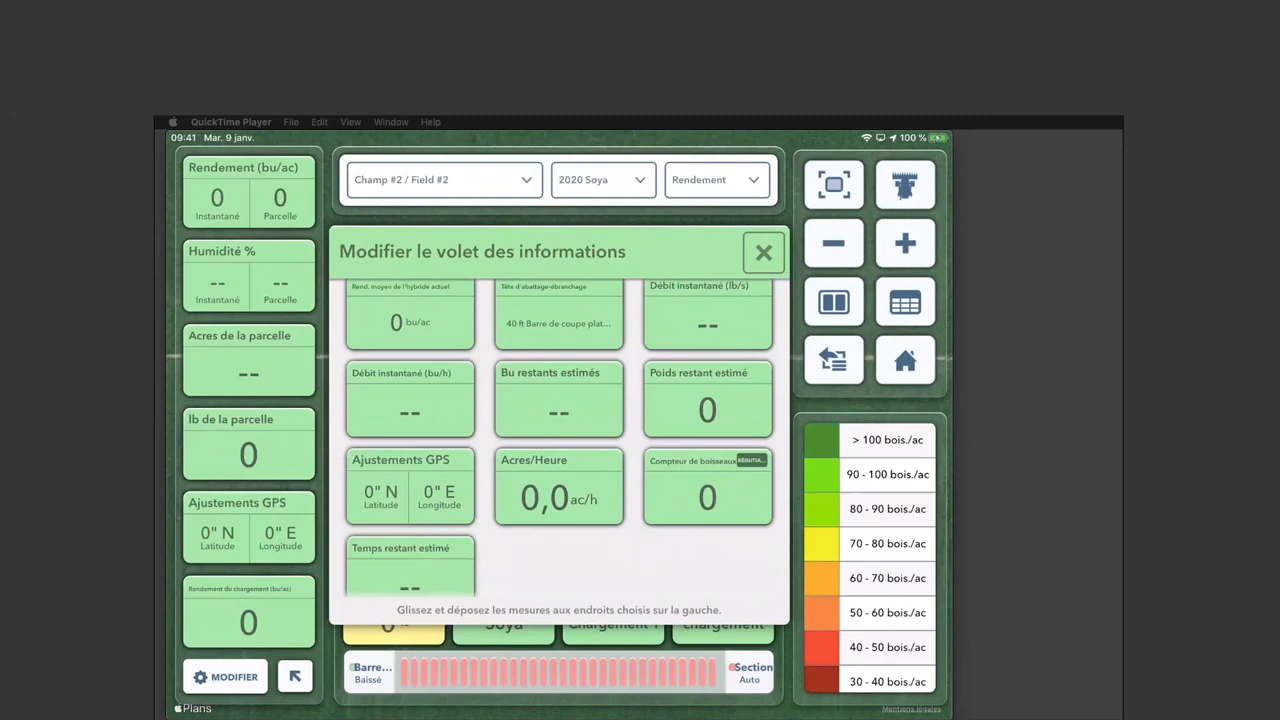 QuickTime Player File Edit View Window Help
09:41 Mar. 9 janv.
100 %
Rendement (bu/ac)
0 0
Instantané Parcelle
Humidité %
-- --
Instantané Parcelle
Acres de la parcelle
--
lb de la parcelle
0
Ajustements GPS
0" N 0" E
Latitude Longitude
Rendement du chargement (bu/ac)
0
MODIFIER
Plans
Champ #2 / Field #2
2020 Soya
Rendement
Modifier le volet des informations
Rend. moyen de l'hybride actuel
0 bu/ac
Tête d'abattage-ébranchage
40 ft Barre de coupe plat...
Débit instantané (lb/s)
--
Débit instantané (bu/h)
--
Bu restants estimés
--
Poids restant estimé
0
Ajustements GPS
0" N 0" E
Latitude Longitude
Acres/Heure
0,0 ac/h
Compteur de boisseaux RÉINITIA...
0
Temps restant estimé
--
Glissez et déposez les mesures aux endroits choisis sur la gauche.
0
Soya
Chargement 1
chargement
Barre...
Baissé
Section
Auto
> 100 bois./ac
90 - 100 bois./ac
80 - 90 bois./ac
70 - 80 bois./ac
60 - 70 bois./ac
50 - 60 bois./ac
40 - 50 bois./ac
30 - 40 bois./ac
Mentions légales